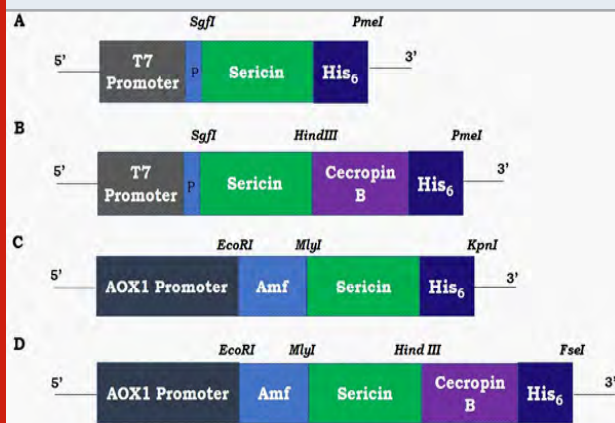 A
SgfI PmeI
5' T7 Promoter P Sericin His6 3'
B
SgfI HindIII PmeI
5' T7 Promoter P Sericin Cecropin B His6 3'
C
EcoRI MlyI KpnI
5' AOX1 Promoter Amf Sericin His6 3'
D
EcoRI MlyI Hind III FseI
5' AOX1 Promoter Amf Sericin Cecropin B His6 3'